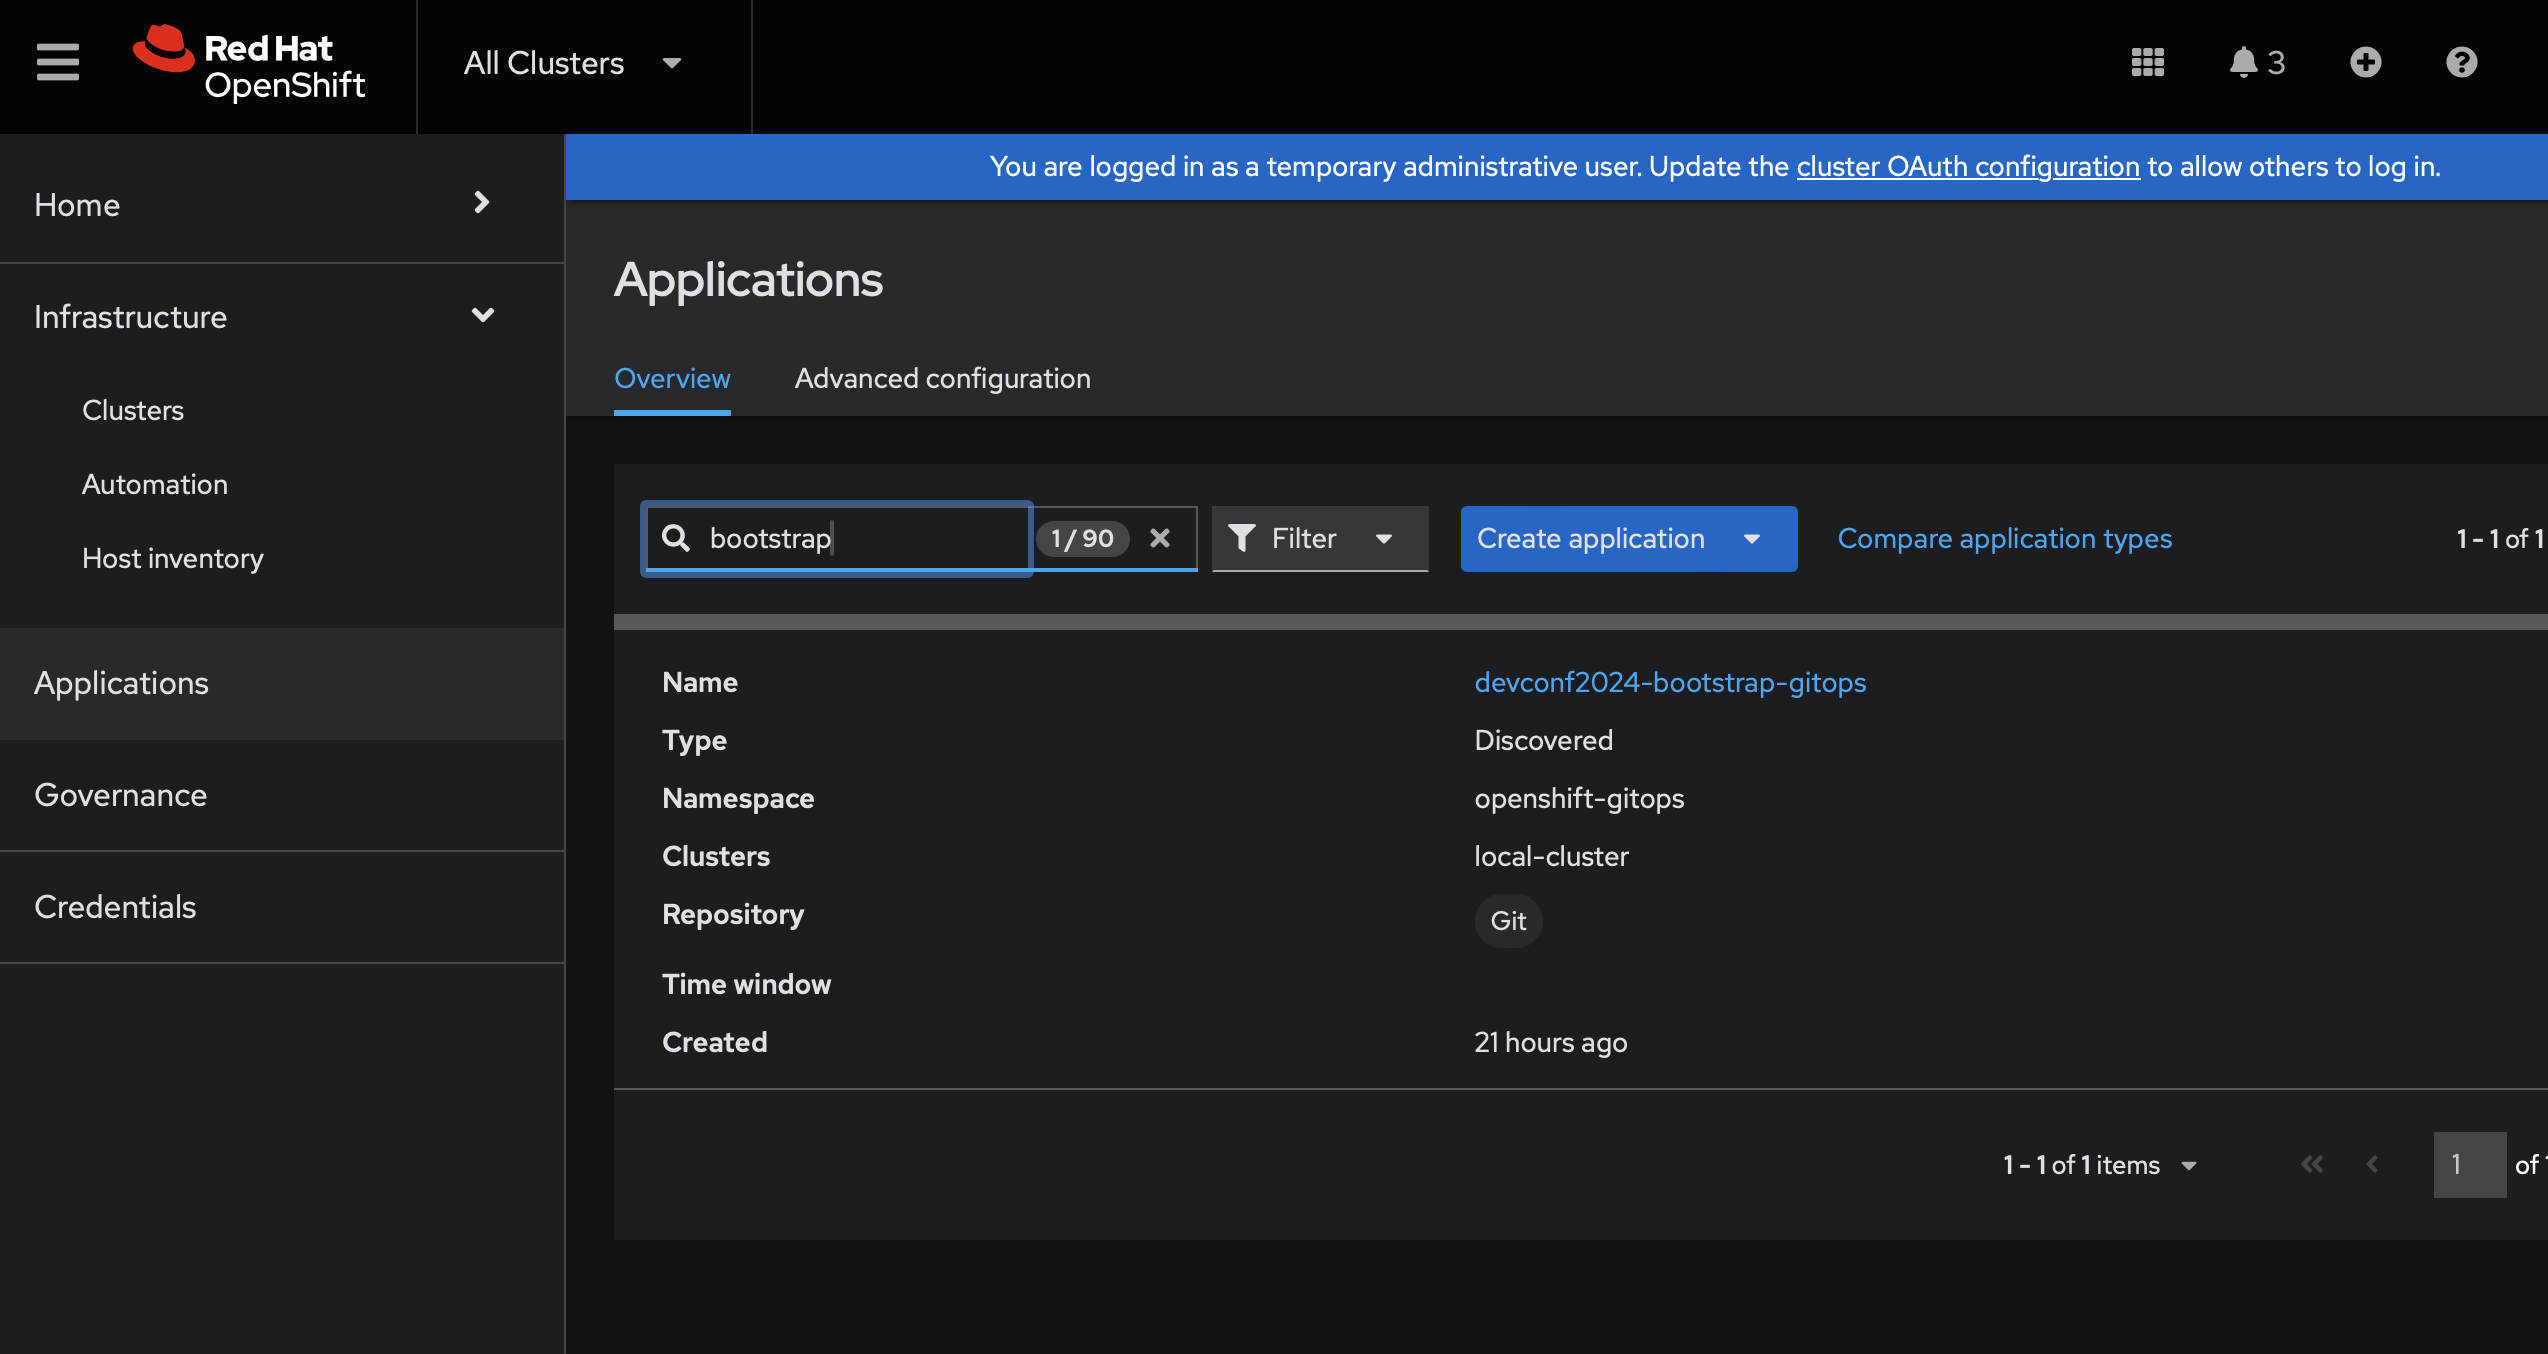 Red Hat
OpenShift
All Clusters
3
Home
Infrastructure
Clusters
Automation
Host inventory
Applications
Governance
Credentials
You are logged in as a temporary administrative user. Update the cluster OAuth configuration to allow others to log in.
Applications
Overview
Advanced configuration
bootstrap
1 / 90
Filter
Create application
Compare application types
1 - 1 of 1
Name
devconf2024-bootstrap-gitops
Type
Discovered
Namespace
openshift-gitops
Clusters
local-cluster
Repository
Git
Time window
Created
21 hours ago
1 - 1 of 1 items
1
of